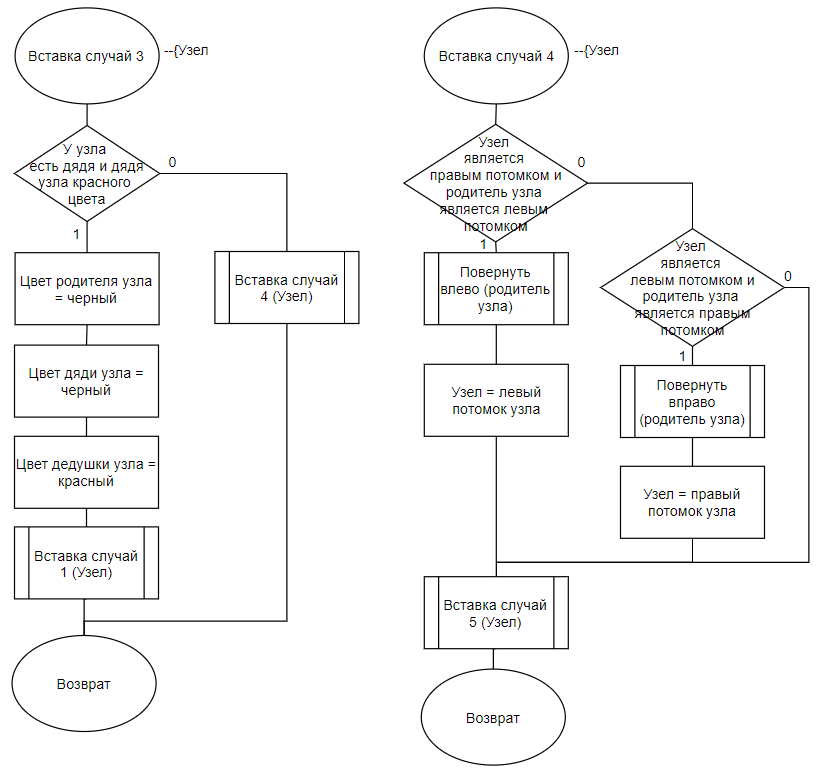 Вставка случай 3
--{Узел
У узла
есть дядя и дядя
узла красного
цвета
0
1
Цвет родителя узла
= черный
Вставка случай
4 (Узел)
Цвет дяди узла =
черный
Цвет дедушки узла =
красный
Вставка случай
1 (Узел)
Возврат
Вставка случай 4
--{Узел
Узел
является
правым потомком и
родитель узла
является левым
потомком
0
1
Повернуть
влево (родитель
узла)
Узел = левый
потомок узла
Узел
является
левым потомком и
родитель узла
является правым
потомком
0
1
Повернуть
вправо
(родитель узла)
Узел = правый
потомок узла
Вставка случай
5 (Узел)
Возврат